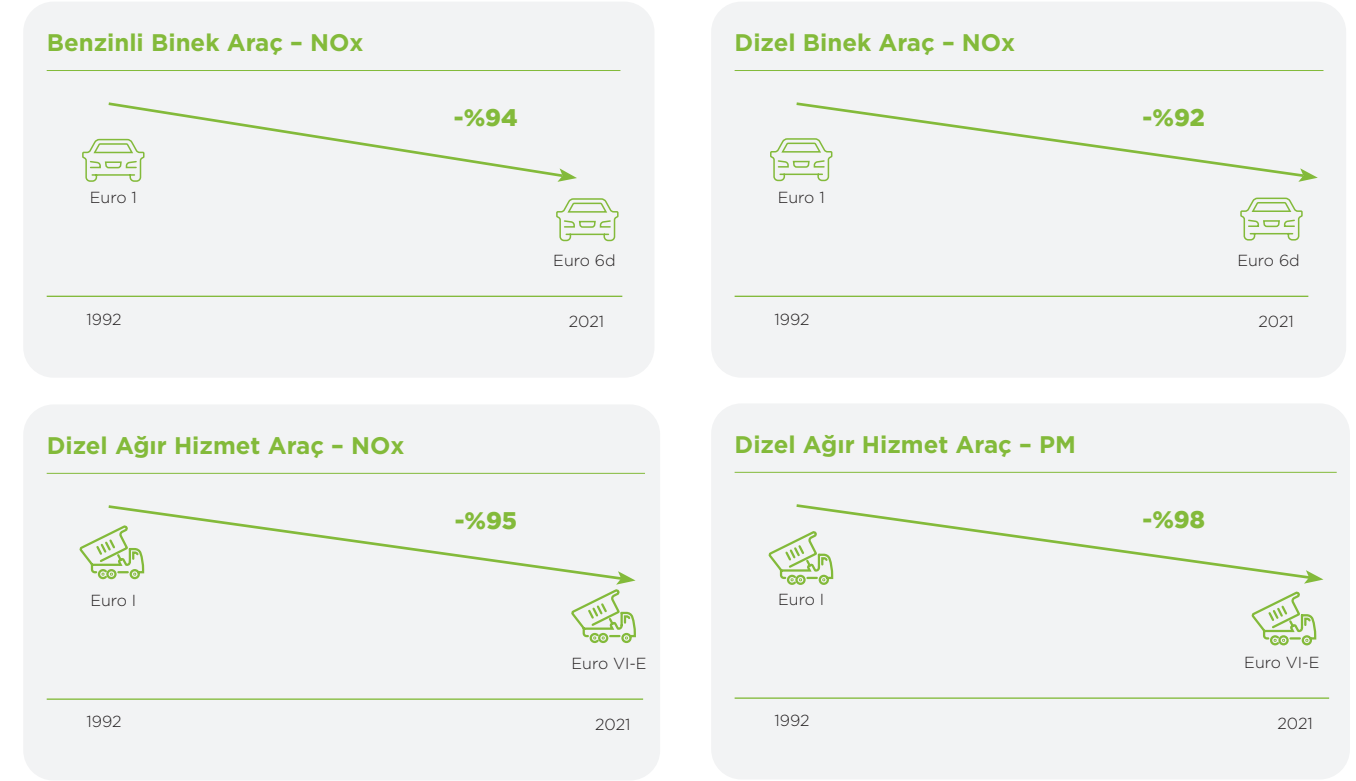 Benzinli Binek Araç – NOx
-%94
Euro 1
Euro 6d
1992
2021
Dizel Binek Araç – NOx
-%92
Euro 1
Euro 6d
1992
2021
Dizel Ağır Hizmet Araç – NOx
-%95
Euro I
Euro VI-E
1992
2021
Dizel Ağır Hizmet Araç – PM
-%98
Euro I
Euro VI-E
1992
2021